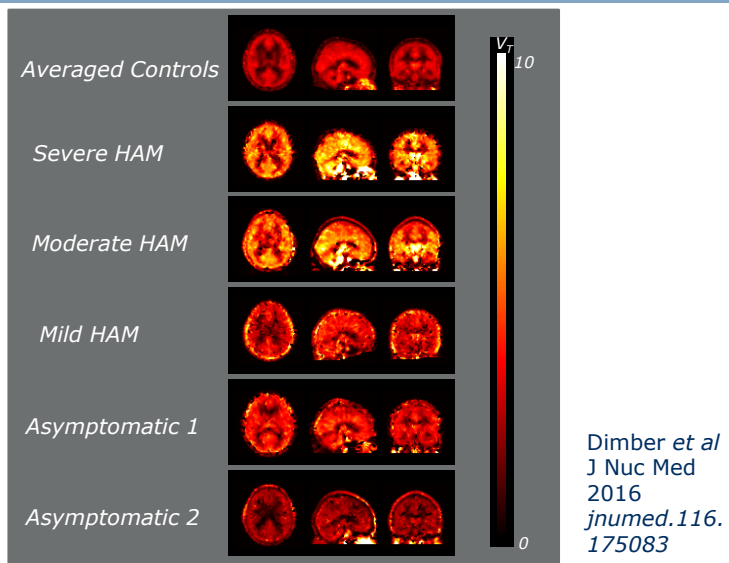 Averaged Controls
Severe HAM
Moderate HAM
Mild HAM
Asymptomatic 1
Asymptomatic 2
V_T
10
0
Dimber et al
J Nuc Med
2016
jnumed.116.
175083